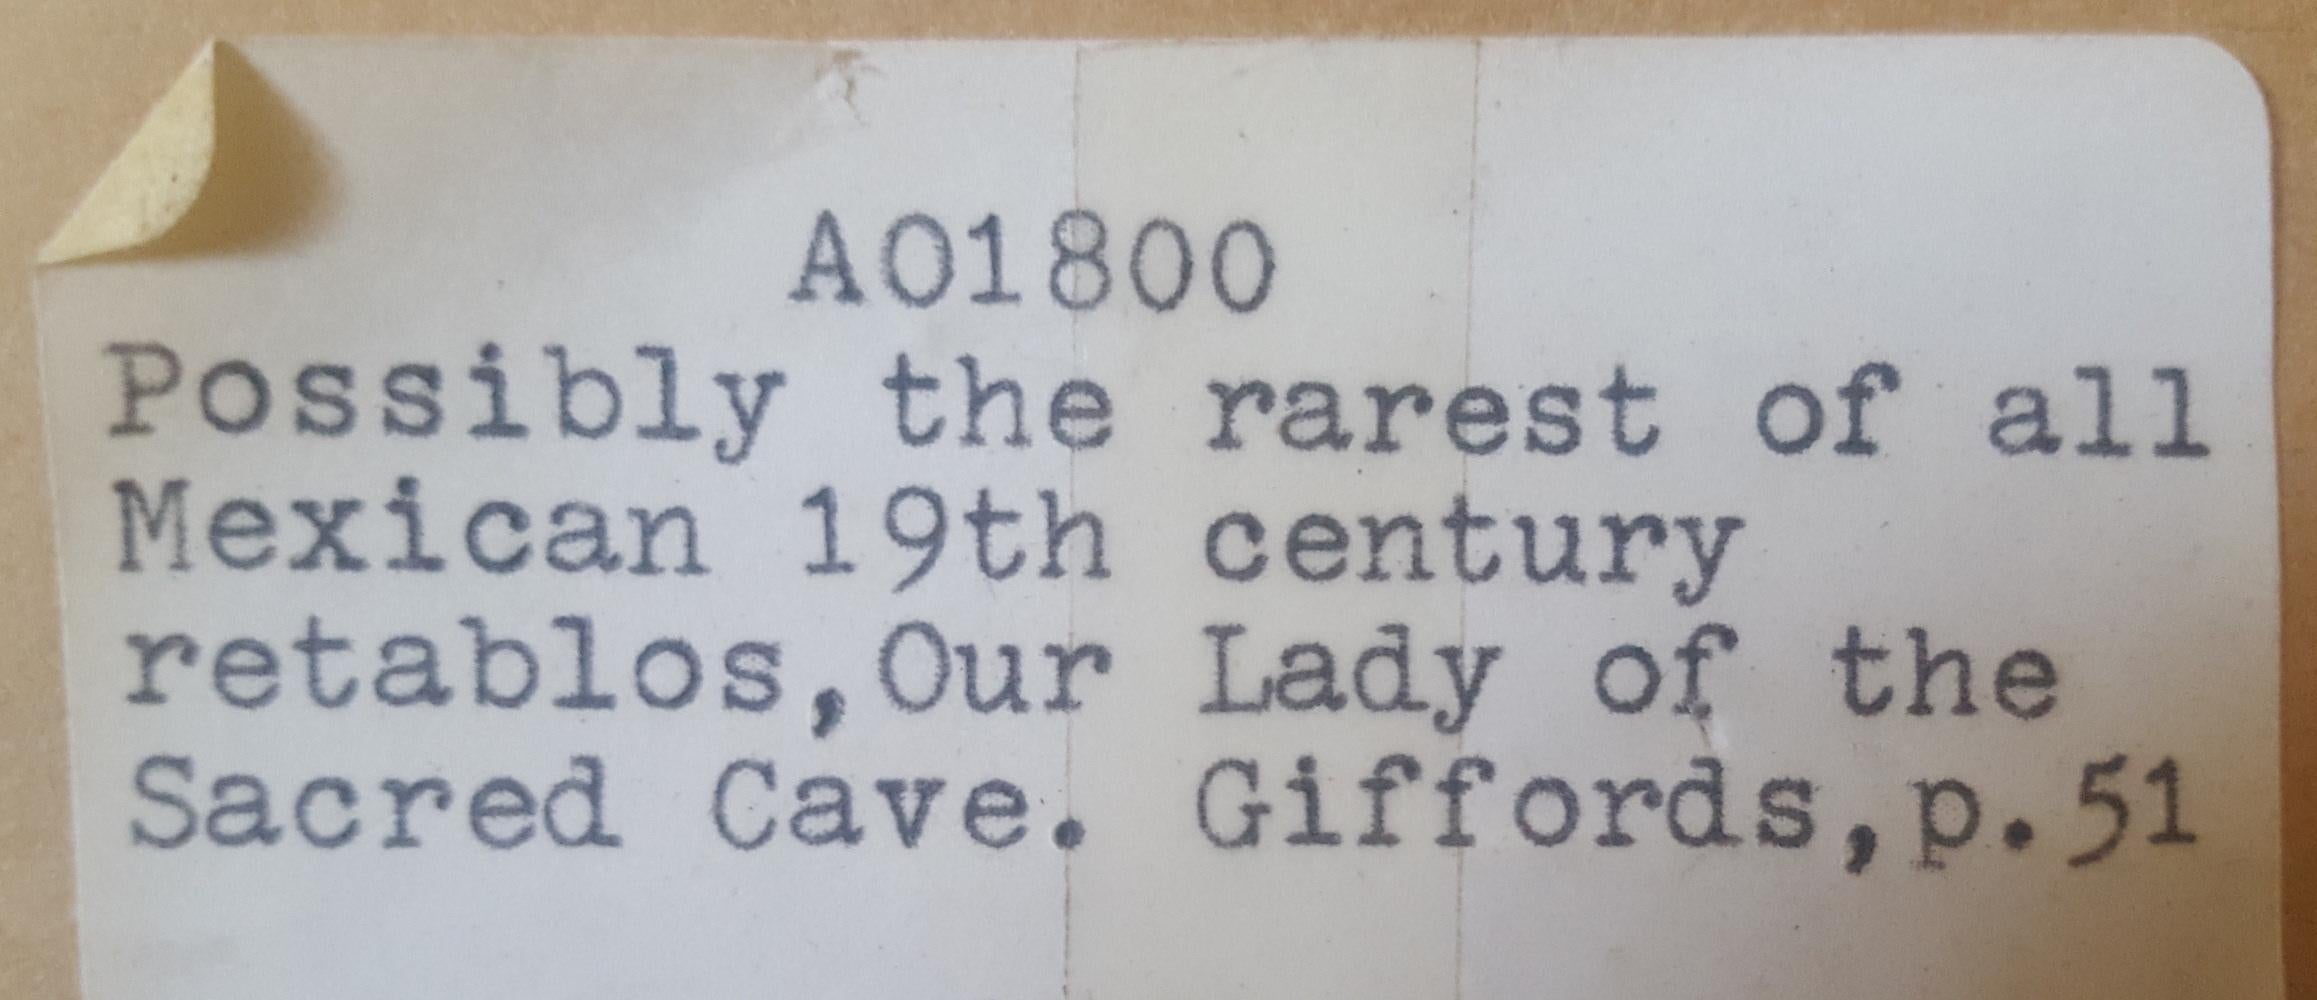 A01800
Possibly the rarest of all
Mexican 19th century
retablos,Our Lady of the
Sacred Cave. Giffords,p.51